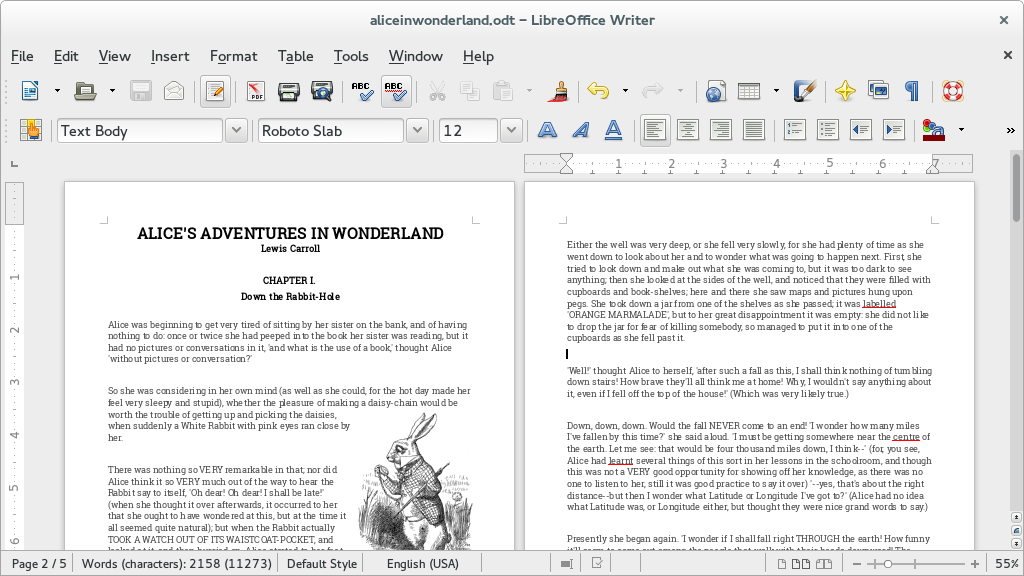 aliceinwonderland.odt – LibreOffice Writer
File Edit View Insert Format Table Tools Window Help
PDF ABC ABC
Text Body Roboto Slab 12
1 2 3 4 5 6 7
1
2
3
4
5
6
ALICE'S ADVENTURES IN WONDERLAND
Lewis Carroll
CHAPTER I.
Down the Rabbit-Hole
Alice was beginning to get very tired of sitting by her sister on the bank, and of having
nothing to do: once or twice she had peeped into the book her sister was reading, but it
had no pictures or conversations in it, 'and what is the use of a book,' thought Alice
'without pictures or conversation?'
So she was considering in her own mind (as well as she could, for the hot day made her
feel very sleepy and stupid), whether the pleasure of making a daisy-chain would be
worth the trouble of getting up and picking the daisies,
when suddenly a White Rabbit with pink eyes ran close by
her.
There was nothing so VERY remarkable in that; nor did
Alice think it so VERY much out of the way to hear the
Rabbit say to itself, 'Oh dear! Oh dear! I shall be late!'
(when she thought it over afterwards, it occurred to her
that she ought to have wondered at this, but at the time it
all seemed quite natural); but when the Rabbit actually
TOOK A WATCH OUT OF ITS WAISTCOAT-POCKET, and
Either the well was very deep, or she fell very slowly, for she had plenty of time as she
went down to look about her and to wonder what was going to happen next. First, she
tried to look down and make out what she was coming to, but it was too dark to see
anything; then she looked at the sides of the well, and noticed that they were filled with
cupboards and book-shelves; here and there she saw maps and pictures hung upon
pegs. She took down a jar from one of the shelves as she passed; it was labelled
'ORANGE MARMALADE', but to her great disappointment it was empty: she did not like
to drop the jar for fear of killing somebody, so managed to put it into one of the
cupboards as she fell past it.
'Well!' thought Alice to herself, 'after such a fall as this, I shall think nothing of tumbling
down stairs! How brave they'll all think me at home! Why, I wouldn't say anything about
it, even if I fell off the top of the house!' (Which was very likely true.)
Down, down, down. Would the fall NEVER come to an end! 'I wonder how many miles
I've fallen by this time?' she said aloud. 'I must be getting somewhere near the centre of
the earth. Let me see: that would be four thousand miles down, I think--' (for, you see,
Alice had learnt several things of this sort in her lessons in the schoolroom, and though
this was not a VERY good opportunity for showing off her knowledge, as there was no
one to listen to her, still it was good practice to say it over) '--yes, that's about the right
distance--but then I wonder what Latitude or Longitude I've got to?' (Alice had no idea
what Latitude was, or Longitude either, but thought they were nice grand words to say.)
Presently she began again. 'I wonder if I shall fall right THROUGH the earth! How funny
Page 2 / 5 Words (characters): 2158 (11273) Default Style English (USA) 55%